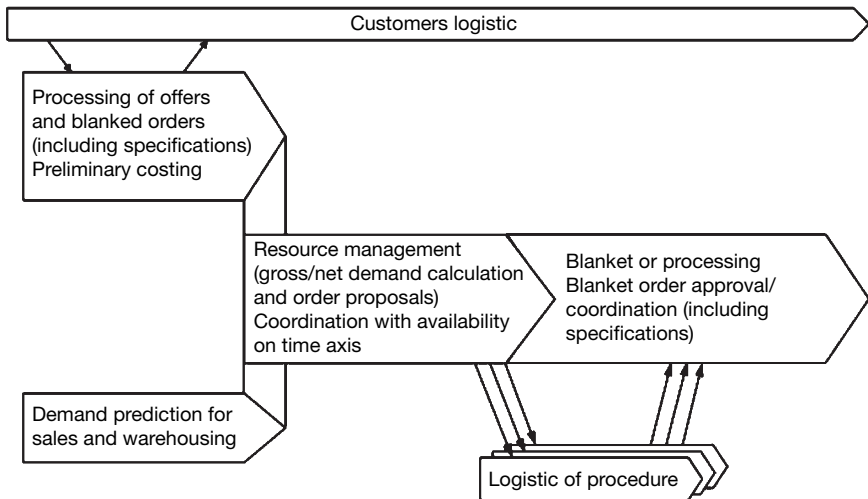 Customers logistic
Processing of offers
and blanked orders
(including specifications)
Preliminary costing
Resource management
(gross/net demand calculation
and order proposals)
Coordination with availability
on time axis
Blanket or processing
Blanket order approval/
coordination (including
specifications)
Demand prediction for
sales and warehousing
Logistic of procedure